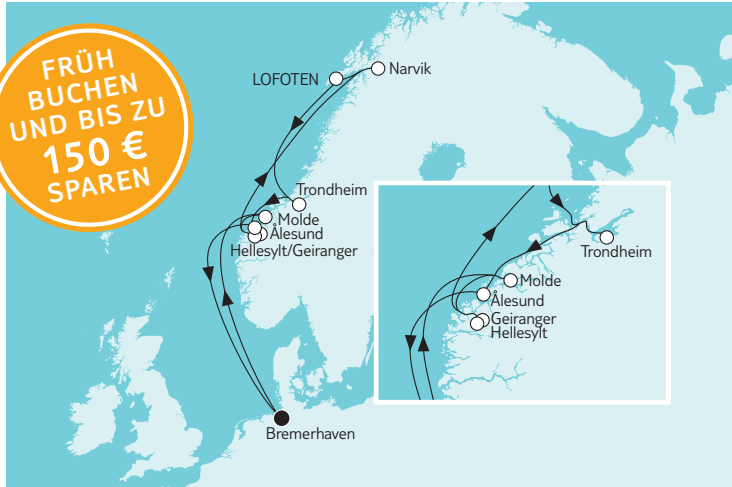 FRÜH
BUCHEN
UND BIS ZU
150 €
SPAREN
LOFOTEN
Narvik
Trondheim
Molde
Ålesund
Hellesylt/Geiranger
Bremerhaven
Trondheim
Molde
Ålesund
Geiranger
Hellesylt